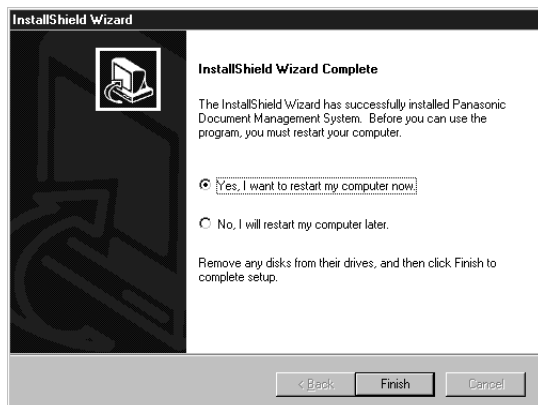 InstallShield Wizard
InstallShield Wizard Complete
The InstallShield Wizard has successfully installed Panasonic
Document Management System. Before you can use the
program, you must restart your computer.
Yes, I want to restart my computer now.
No, I will restart my computer later.
Remove any disks from their drives, and then click Finish to
complete setup.
< Back
Finish
Cancel